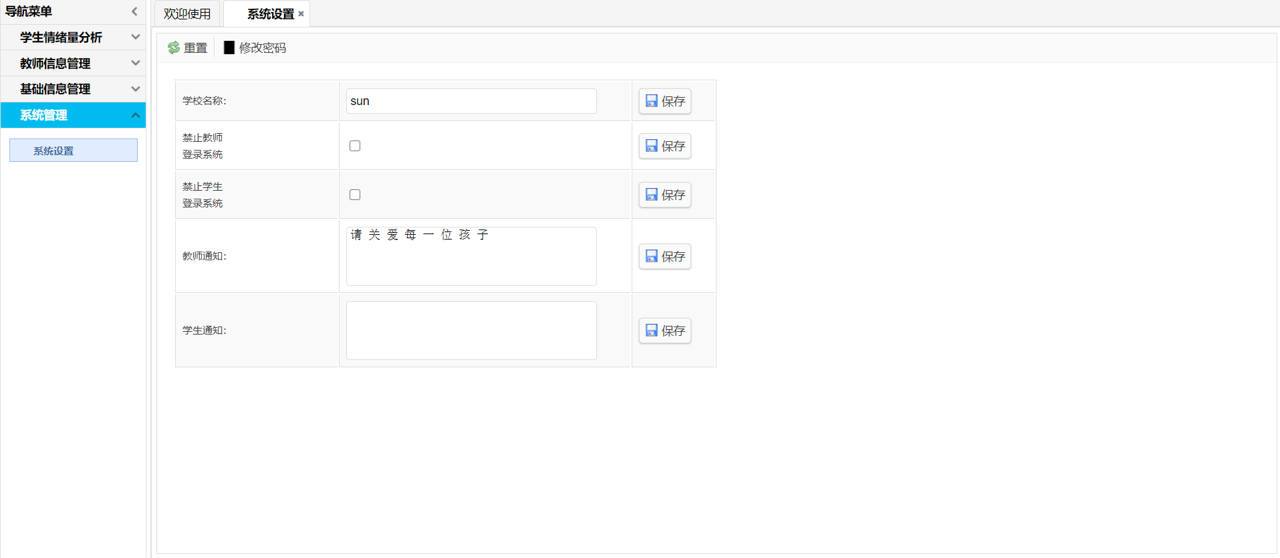 导航菜单
学生情绪量分析
教师信息管理
基础信息管理
系统管理
系统设置
欢迎使用
系统设置
重置
修改密码
学校名称:
sun
保存
禁止教师
登录系统
保存
禁止学生
登录系统
保存
教师通知:
请 关 爱 每 一 位 孩 子
保存
学生通知:
保存